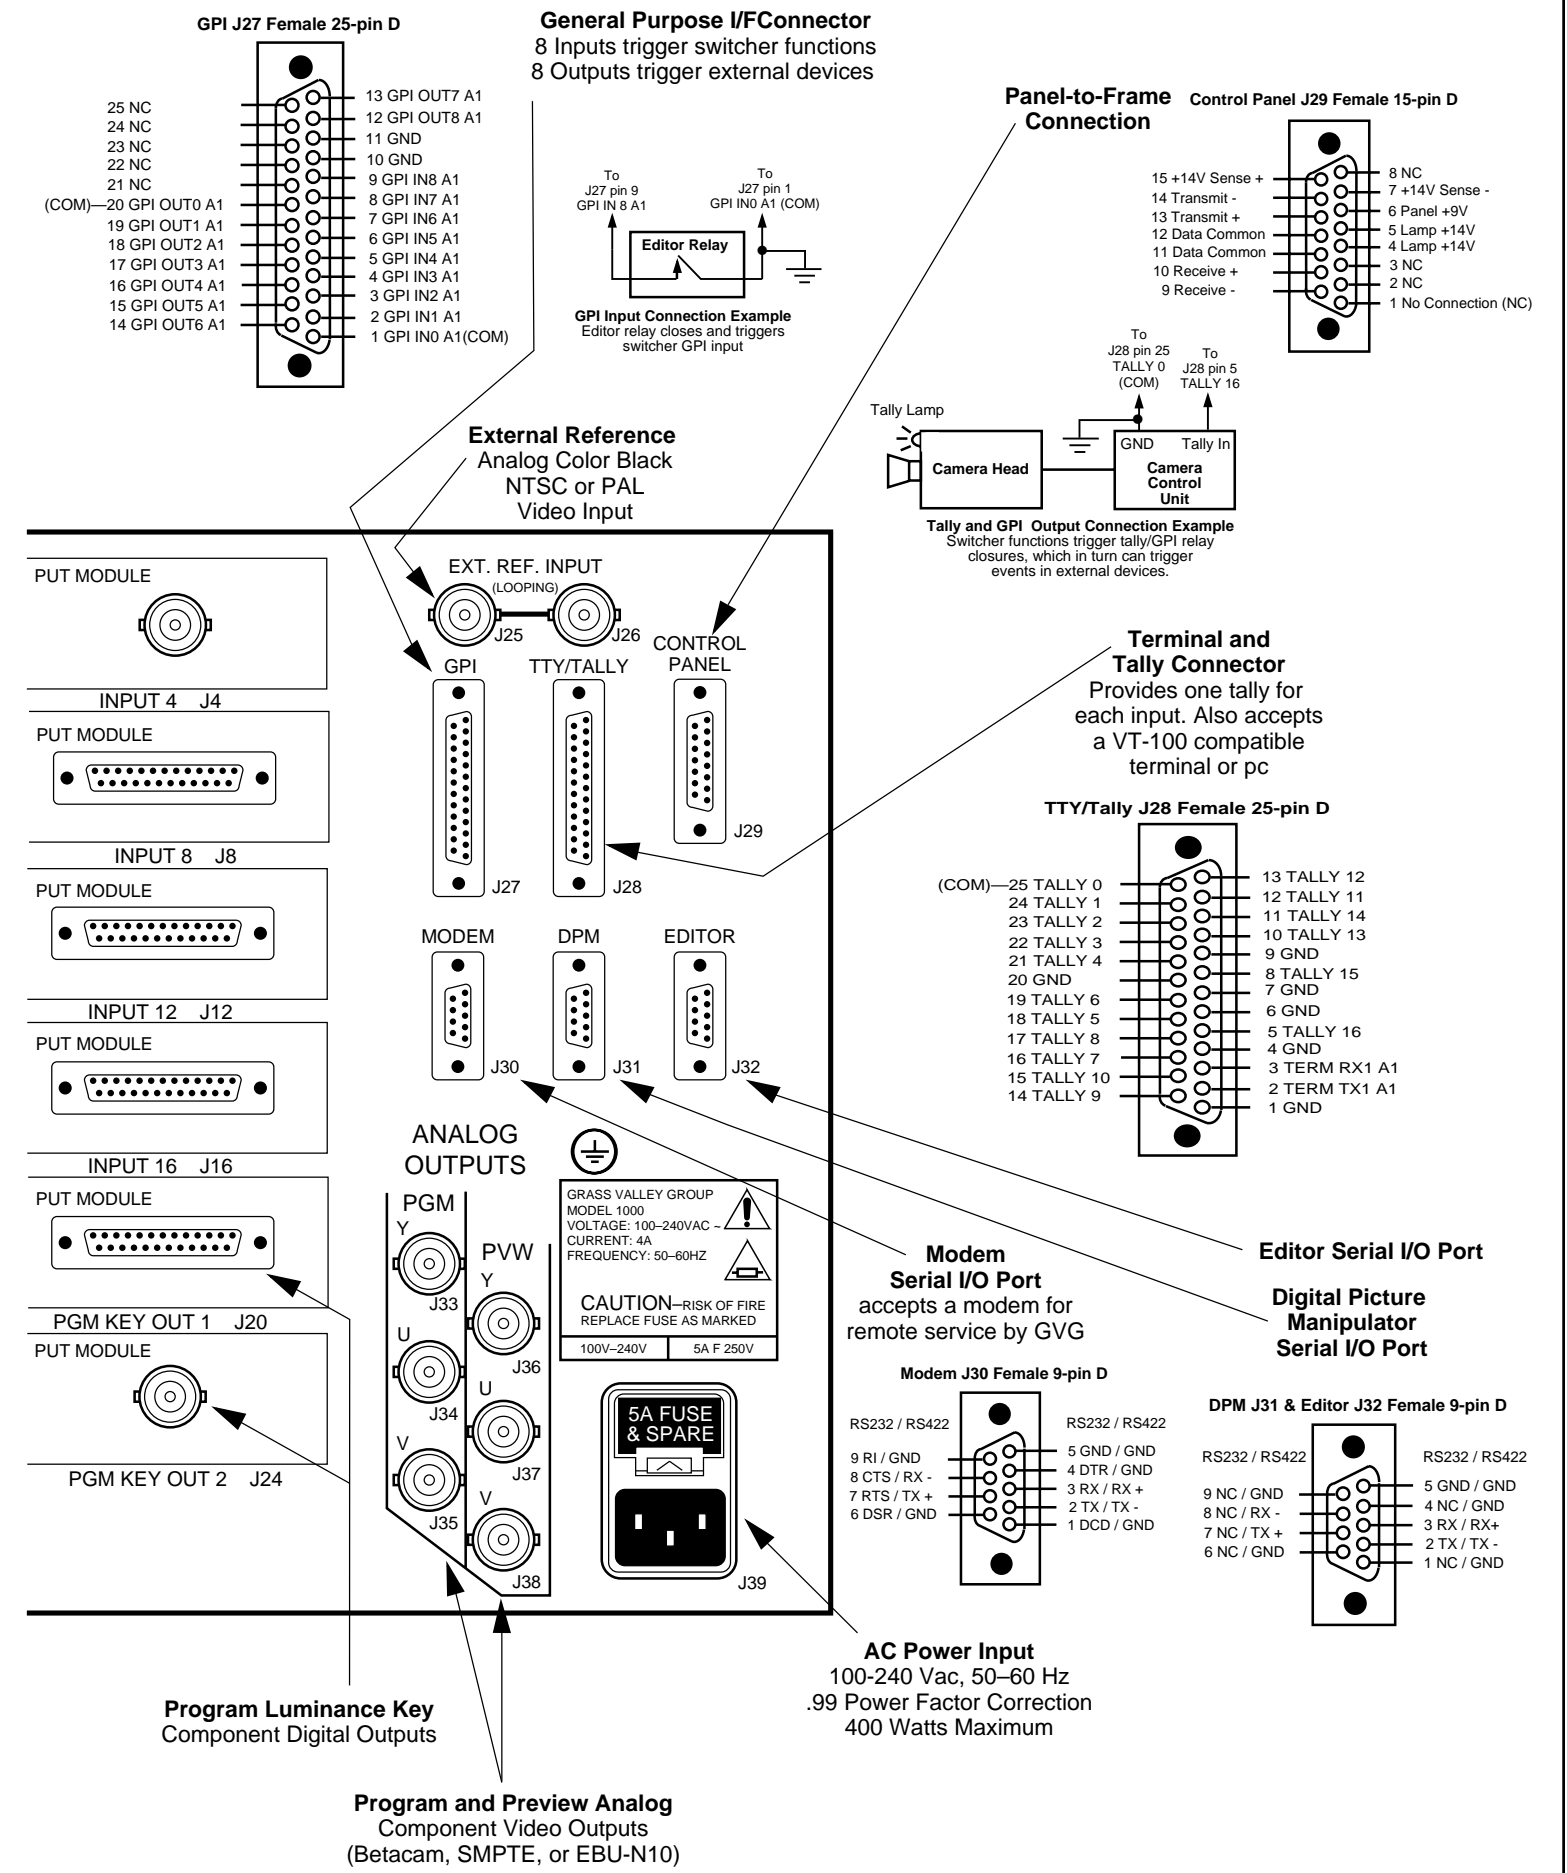 GPI J27 Female 25-pin D
25 NC
24 NC
23 NC
22 NC
21 NC
(COM)—20 GPI OUT0 A1
19 GPI OUT1 A1
18 GPI OUT2 A1
17 GPI OUT3 A1
16 GPI OUT4 A1
15 GPI OUT5 A1
14 GPI OUT6 A1
13 GPI OUT7 A1
12 GPI OUT8 A1
11 GND
10 GND
9 GPI IN8 A1
8 GPI IN7 A1
7 GPI IN6 A1
6 GPI IN5 A1
5 GPI IN4 A1
4 GPI IN3 A1
3 GPI IN2 A1
2 GPI IN1 A1
1 GPI IN0 A1(COM)
General Purpose I/FConnector
8 Inputs trigger switcher functions
8 Outputs trigger external devices
To
J27 pin 9
GPI IN 8 A1
To
J27 pin 1
GPI IN0 A1 (COM)
Editor Relay
GPI Input Connection Example
Editor relay closes and triggers
switcher GPI input
Panel-to-Frame
Connection
Control Panel J29 Female 15-pin D
15 +14V Sense +
14 Transmit -
13 Transmit +
12 Data Common
11 Data Common
10 Receive +
9 Receive -
8 NC
7 +14V Sense -
6 Panel +9V
5 Lamp +14V
4 Lamp +14V
3 NC
2 NC
1 No Connection (NC)
To
J28 pin 25
TALLY 0
(COM)
To
J28 pin 5
TALLY 16
Tally Lamp
Camera Head
GND
Tally In
Camera
Control
Unit
Tally and GPI Output Connection Example
Switcher functions trigger tally/GPI relay
closures, which in turn can trigger
events in external devices.
External Reference
Analog Color Black
NTSC or PAL
Video Input
PUT MODULE
INPUT 4 J4
PUT MODULE
INPUT 8 J8
PUT MODULE
INPUT 12 J12
PUT MODULE
INPUT 16 J16
PUT MODULE
PGM KEY OUT 1 J20
PUT MODULE
PGM KEY OUT 2 J24
EXT. REF. INPUT
(LOOPING)
J25
J26
GPI
TTY/TALLY
CONTROL
PANEL
J27
J28
J29
MODEM
DPM
EDITOR
J30
J31
J32
Terminal and
Tally Connector
Provides one tally for
each input. Also accepts
a VT-100 compatible
terminal or pc
TTY/Tally J28 Female 25-pin D
(COM)—25 TALLY 0
24 TALLY 1
23 TALLY 2
22 TALLY 3
21 TALLY 4
20 GND
19 TALLY 6
18 TALLY 5
17 TALLY 8
16 TALLY 7
15 TALLY 10
14 TALLY 9
13 TALLY 12
12 TALLY 11
11 TALLY 14
10 TALLY 13
9 GND
8 TALLY 15
7 GND
6 GND
5 TALLY 16
4 GND
3 TERM RX1 A1
2 TERM TX1 A1
1 GND
ANALOG
OUTPUTS
PGM
Y
J33
U
J34
V
J35
PVW
Y
J36
U
J37
V
J38
GRASS VALLEY GROUP
MODEL 1000
VOLTAGE: 100–240VAC ~
CURRENT: 4A
FREQUENCY: 50–60HZ
CAUTION–RISK OF FIRE
REPLACE FUSE AS MARKED
100V–240V
5A F 250V
5A FUSE
& SPARE
J39
Modem
Serial I/O Port
accepts a modem for
remote service by GVG
Editor Serial I/O Port
Digital Picture
Manipulator
Serial I/O Port
Modem J30 Female 9-pin D
RS232 / RS422
9 RI / GND
8 CTS / RX -
7 RTS / TX +
6 DSR / GND
RS232 / RS422
5 GND / GND
4 DTR / GND
3 RX / RX +
2 TX / TX -
1 DCD / GND
DPM J31 & Editor J32 Female 9-pin D
RS232 / RS422
9 NC / GND
8 NC / RX -
7 NC / TX +
6 NC / GND
RS232 / RS422
5 GND / GND
4 NC / GND
3 RX / RX+
2 TX / TX -
1 NC / GND
AC Power Input
100-240 Vac, 50–60 Hz
.99 Power Factor Correction
400 Watts Maximum
Program Luminance Key
Component Digital Outputs
Program and Preview Analog
Component Video Outputs
(Betacam, SMPTE, or EBU-N10)